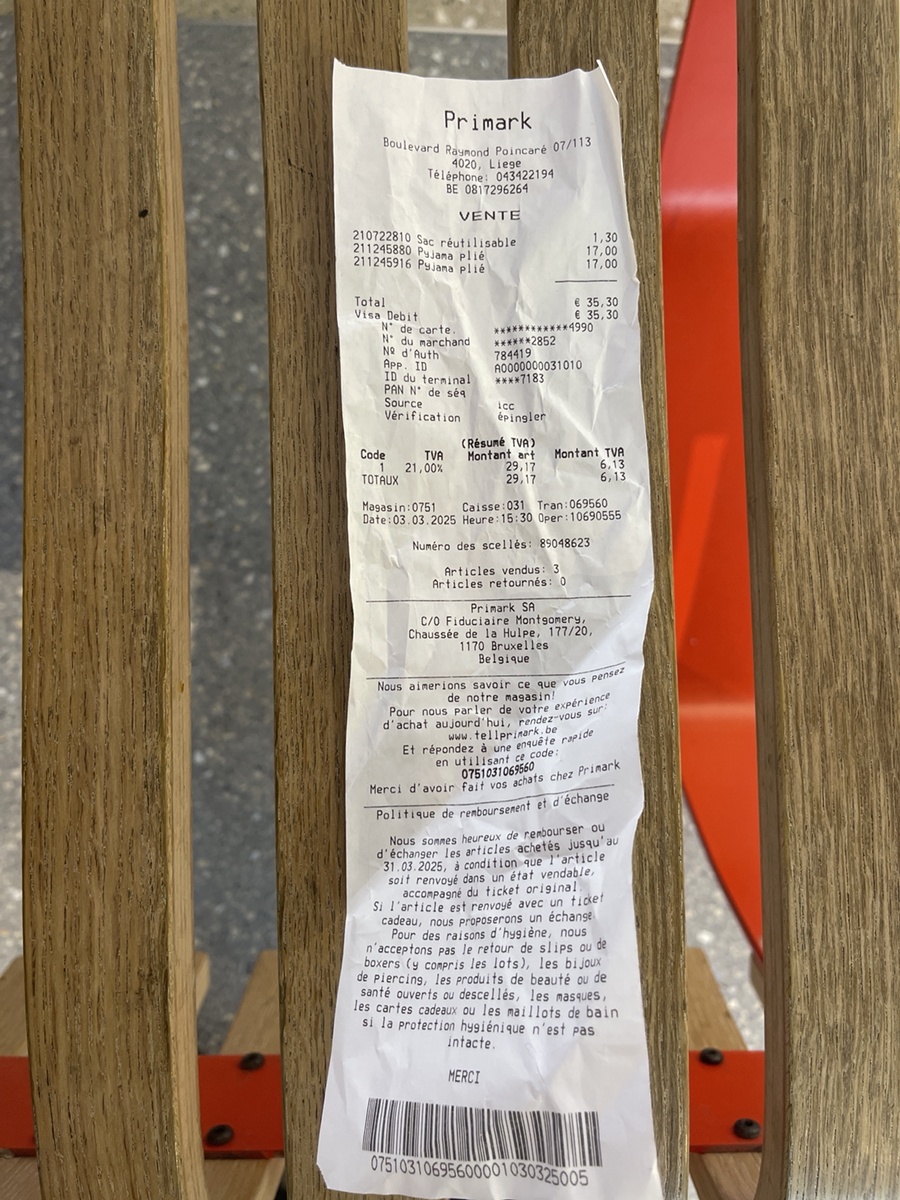 Primark
Boulevard Raymond Poincaré 07/113
4020, Liege
Téléphone: 043422194
BE 0817296264
VENTE
210722810 Sac réutilisable 1,30
211245880 Pyjama plié 17,00
211245916 Pyjama plié 17,00
Total € 35,30
Visa Debit € 35,30
N° de carte. ************4990
N° du marchand ******2852
Nº d'Auth 784419
App. ID A0000000031010
ID du terminal ****7183
PAN N° de séq
Source icc
Vérification épingler
(Résumé TVA)
Code TVA Montant art Montant TVA
1 21,00% 29,17 6,13
TOTAUX 29,17 6,13
Magasin:0751 Caisse:031 Tran:069560
Date:03.03.2025 Heure:15:30 Oper:10690555
Numéro des scellés: 89048623
Articles vendus: 3
Articles retournés: 0
Primark SA
C/O Fiduciaire Montgomery,
Chaussée de la Hulpe, 177/20,
1170 Bruxelles
Belgique
Nous aimerions savoir ce que vous pensez
de notre magasin!
Pour nous parler de votre expérience
d'achat aujourd'hui, rendez-vous sur:
www.tellprimark.be
Et répondez à une enquête rapide
en utilisant ce code:
0751031069560
Merci d'avoir fait vos achats chez Primark
Politique de remboursement et d'échange
Nous sommes heureux de rembourser ou
d'échanger les articles achetés jusqu'au
31.03.2025, à condition que l'article
soit renvoyé dans un état vendable,
accompagné du ticket original.
Si l'article est renvoyé avec un ticket
cadeau, nous proposerons un échange
Pour des raisons d'hygiène, nous
n'acceptons pas le retour de slips ou de
boxers (y compris les lots), les bijoux
de piercing, les produits de beauté ou de
santé ouverts ou descellés, les masques,
les cartes cadeaux ou les maillots de bain
si la protection hygiénique n'est pas
intacte.
MERCI
07510310695600001030325005